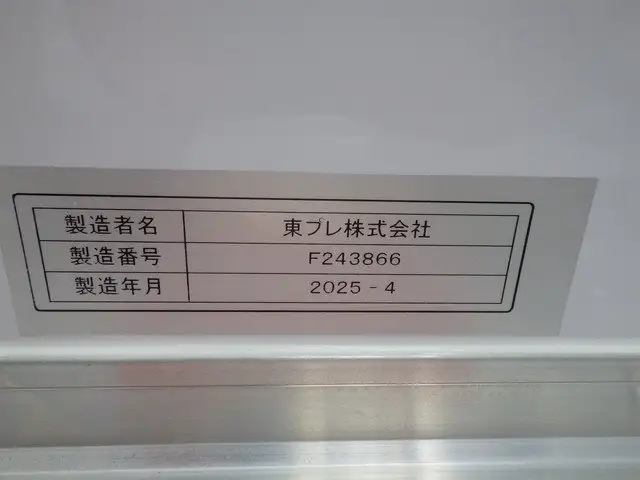 製造者名 東プレ株式会社
製造番号 F243866
製造年月 2025-4